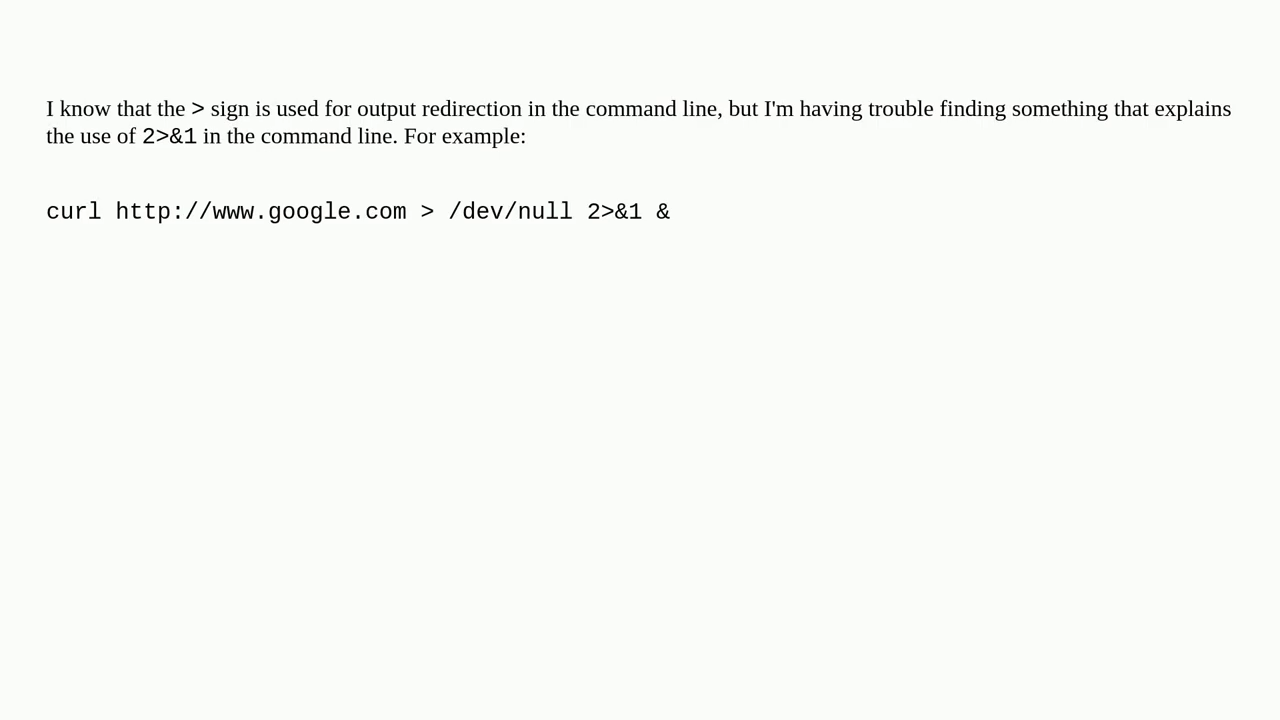 I know that the > sign is used for output redirection in the command line, but I'm having trouble finding something that explains
the use of 2>&1 in the command line. For example:
curl http://www.google.com > /dev/null 2>&1 &